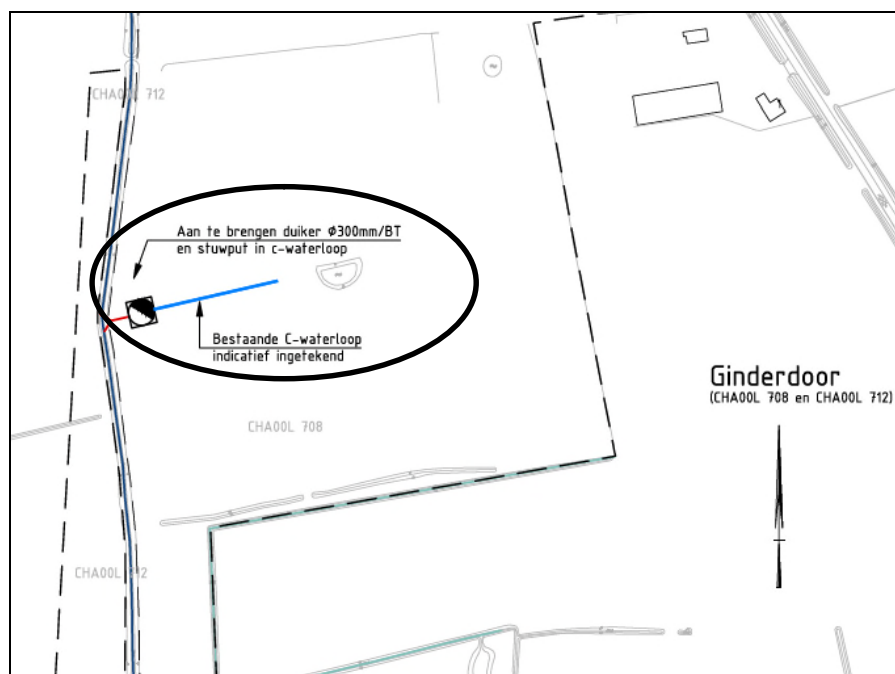 CHA00L 712
Aan te brengen duiker Φ300mm/BT
en stuwput in c-waterloop
Bestaande C-waterloop
indicatief ingetekend
Ginderdoor
(CHA00L 708 en CHA00L 712)
CHA00L 708
CHA00L 712